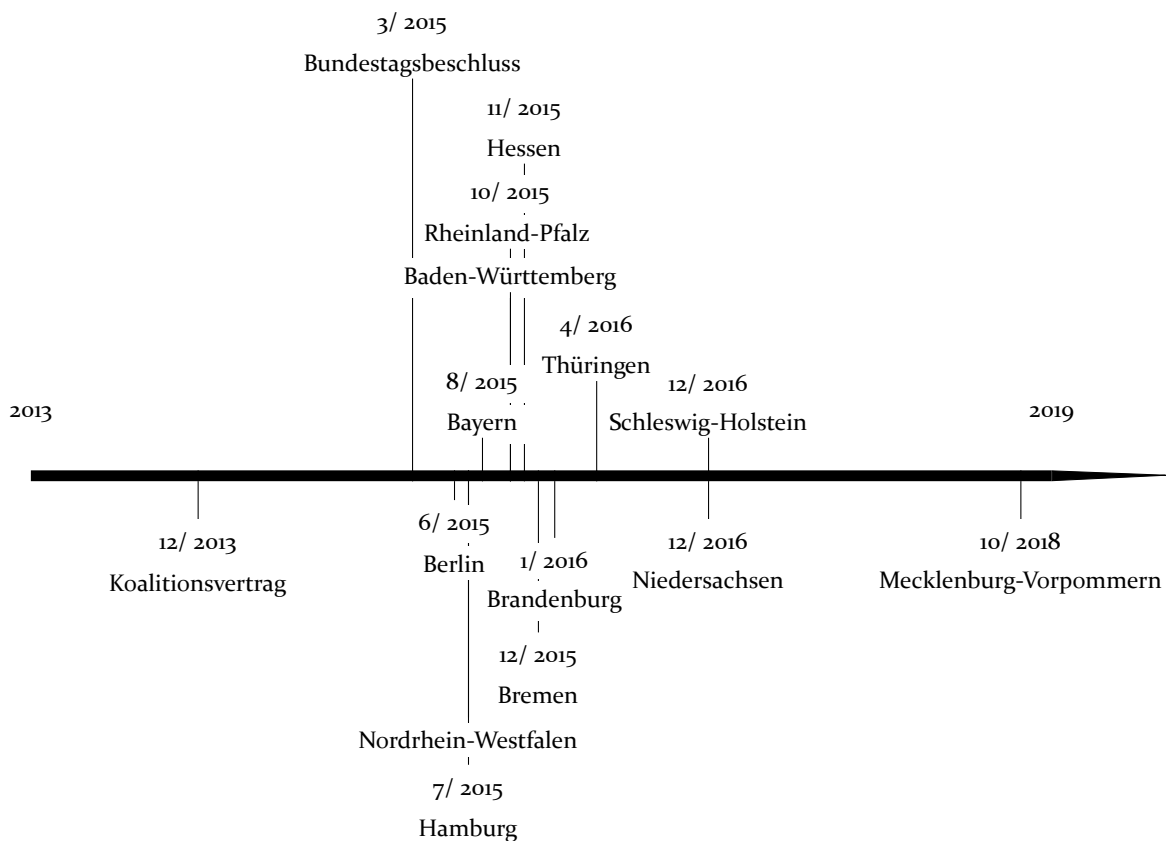 3/ 2015
Bundestagsbeschluss
11/ 2015
Hessen
10/ 2015
Rheinland-Pfalz
Baden-Württemberg
4/ 2016
Thüringen
8/ 2015
Bayern
12/ 2016
Schleswig-Holstein
2013
2019
12/ 2013
Koalitionsvertrag
6/ 2015
Berlin
1/ 2016
Brandenburg
12/ 2016
Niedersachsen
10/ 2018
Mecklenburg-Vorpommern
12/ 2015
Bremen
Nordrhein-Westfalen
7/ 2015
Hamburg